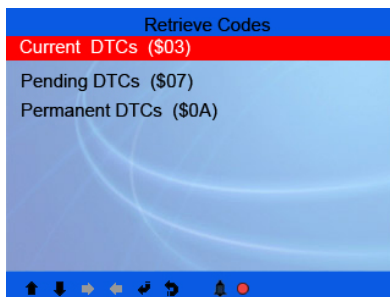 Retrieve Codes
Current DTCs ($03)
Pending DTCs ($07)
Permanent DTCs ($0A)